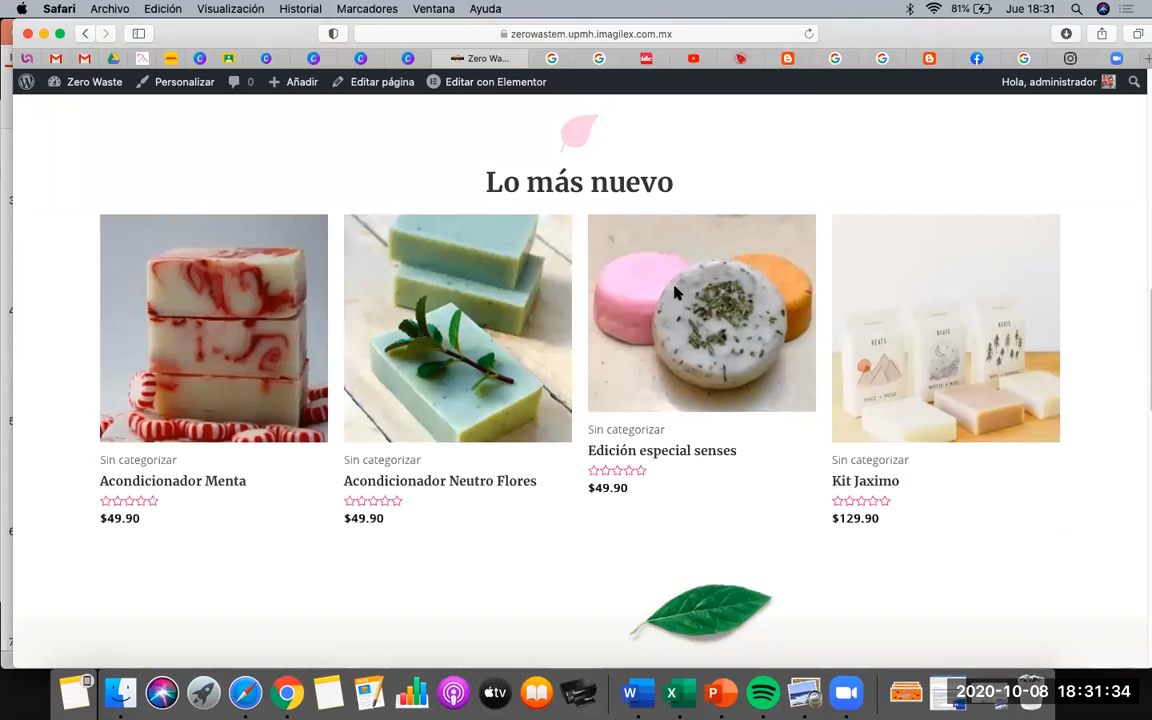 Safari Archivo Edición Visualización Historial Marcadores Ventana Ayuda 81% Jue 18:31
zerowastem.upmh.imagilex.com.mx
Zero Wa...
Zero Waste Personalizar 0 Añadir Editar página Editar con Elementor Hola, administrador
Lo más nuevo
Sin categorizar
Acondicionador Menta
$49.90
Sin categorizar
Acondicionador Neutro Flores
$49.90
Sin categorizar
Edición especial senses
$49.90
Sin categorizar
Kit Jaximo
$129.90
2020-10-08 18:31:34